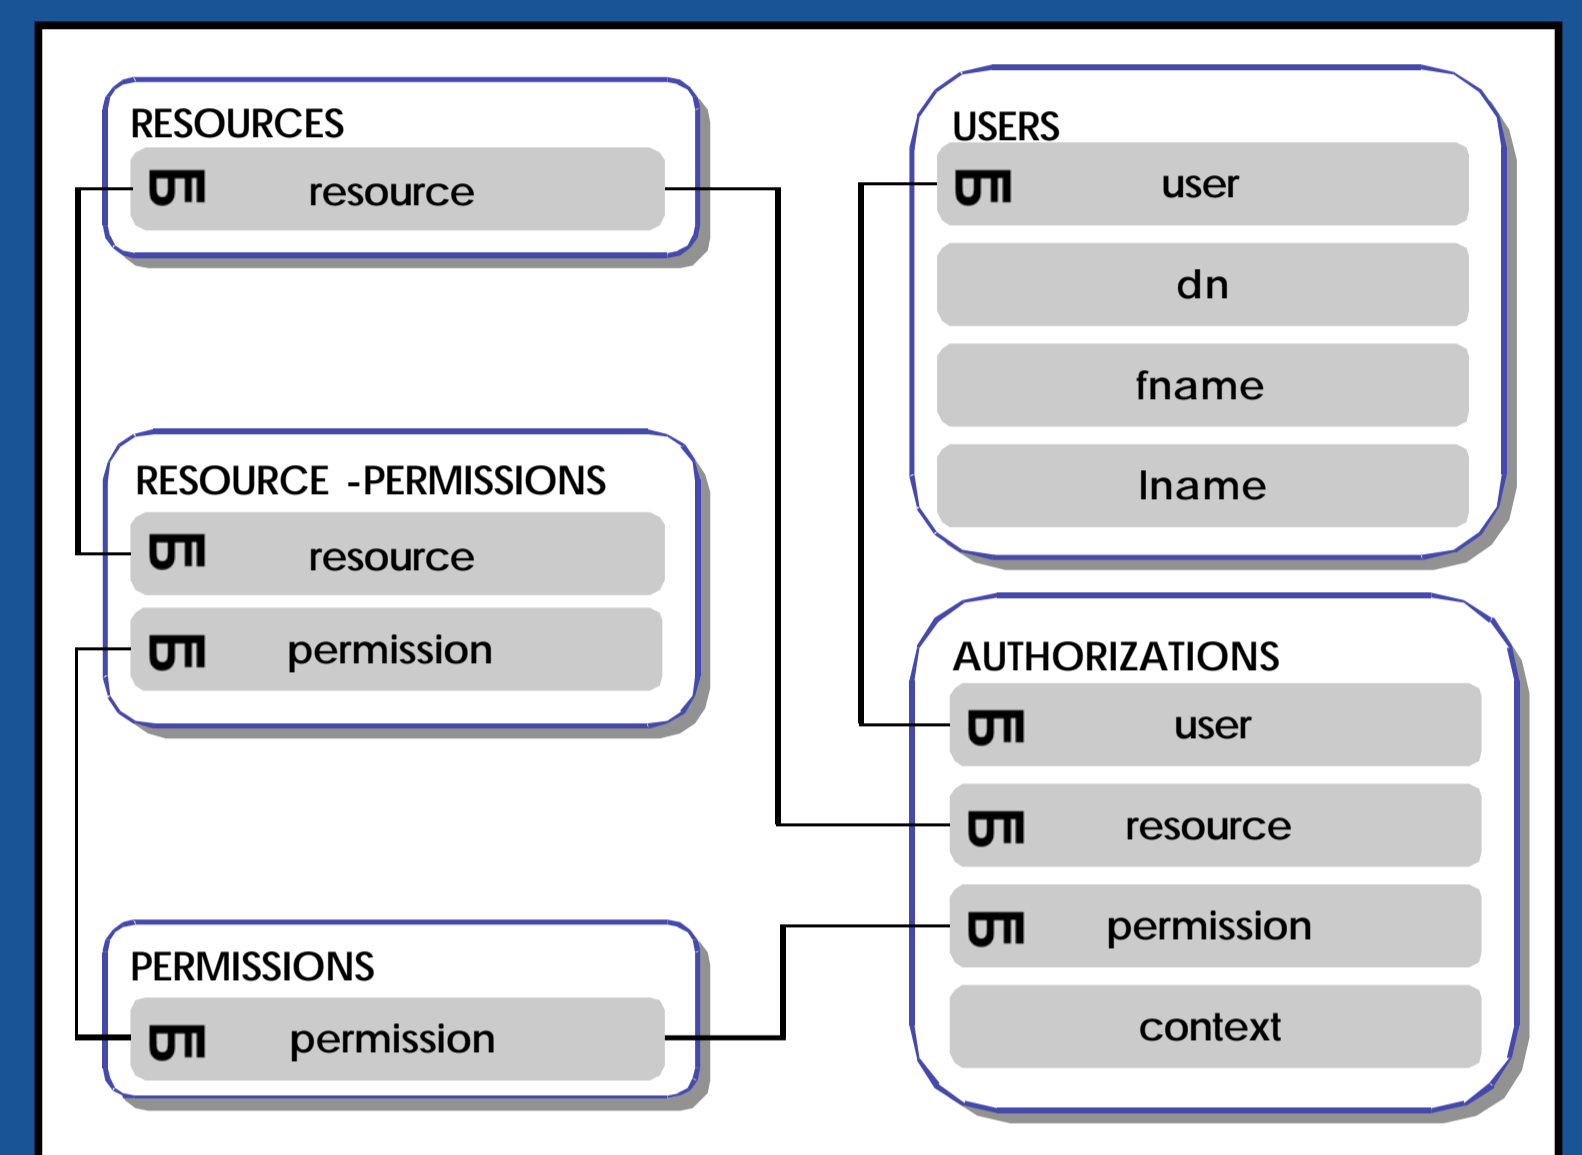 RESOURCES
resource
RESOURCE -PERMISSIONS
resource
permission
PERMISSIONS
permission
USERS
user
dn
fname
lname
AUTHORIZATIONS
user
resource
permission
context